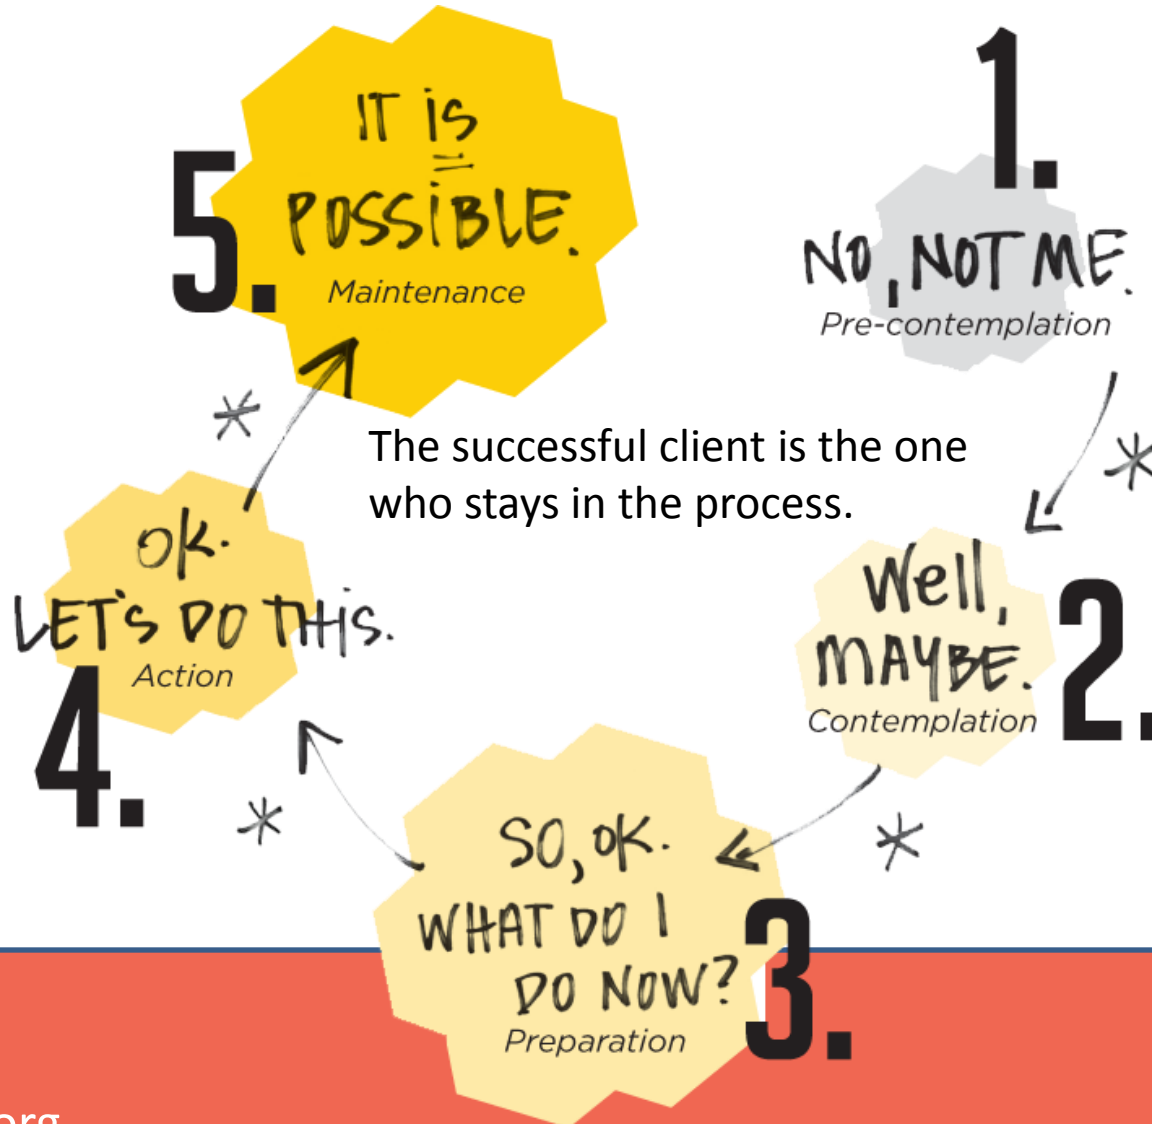 1.
NO, NOT ME.
Pre-contemplation
2.
Well,
MAYBE.
Contemplation
3.
SO, OK.
WHAT DO I
DO NOW?
Preparation
4.
OK.
LET'S DO THIS.
Action
5.
IT is
POSSIBLE.
Maintenance
The successful client is the one
who stays in the process.
org